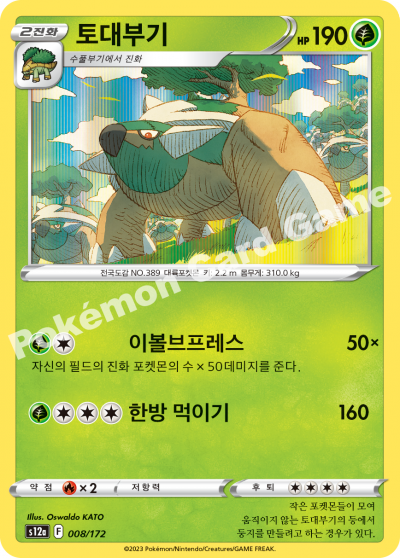 2진화 토대부기 HP 190
수풀부기에서 진화
전국도감 NO.389 대륙포켓몬 키: 2.2 m 몸무게: 310.0 kg
Pokémon Card Game
이볼브프레스 50×
자신의 필드의 진화 포켓몬의 수 × 50데미지를 준다.
한방 먹이기 160
약점 × 2 저항력 후퇴
Illus. Oswaldo KATO
s12a F 008/172
작은 포켓몬들이 모여
움직이지 않는 토대부기의 등에서
둥지를 만들려고 하는 경우가 있다.
©2023 Pokémon/Nintendo/Creatures/GAME FREAK.